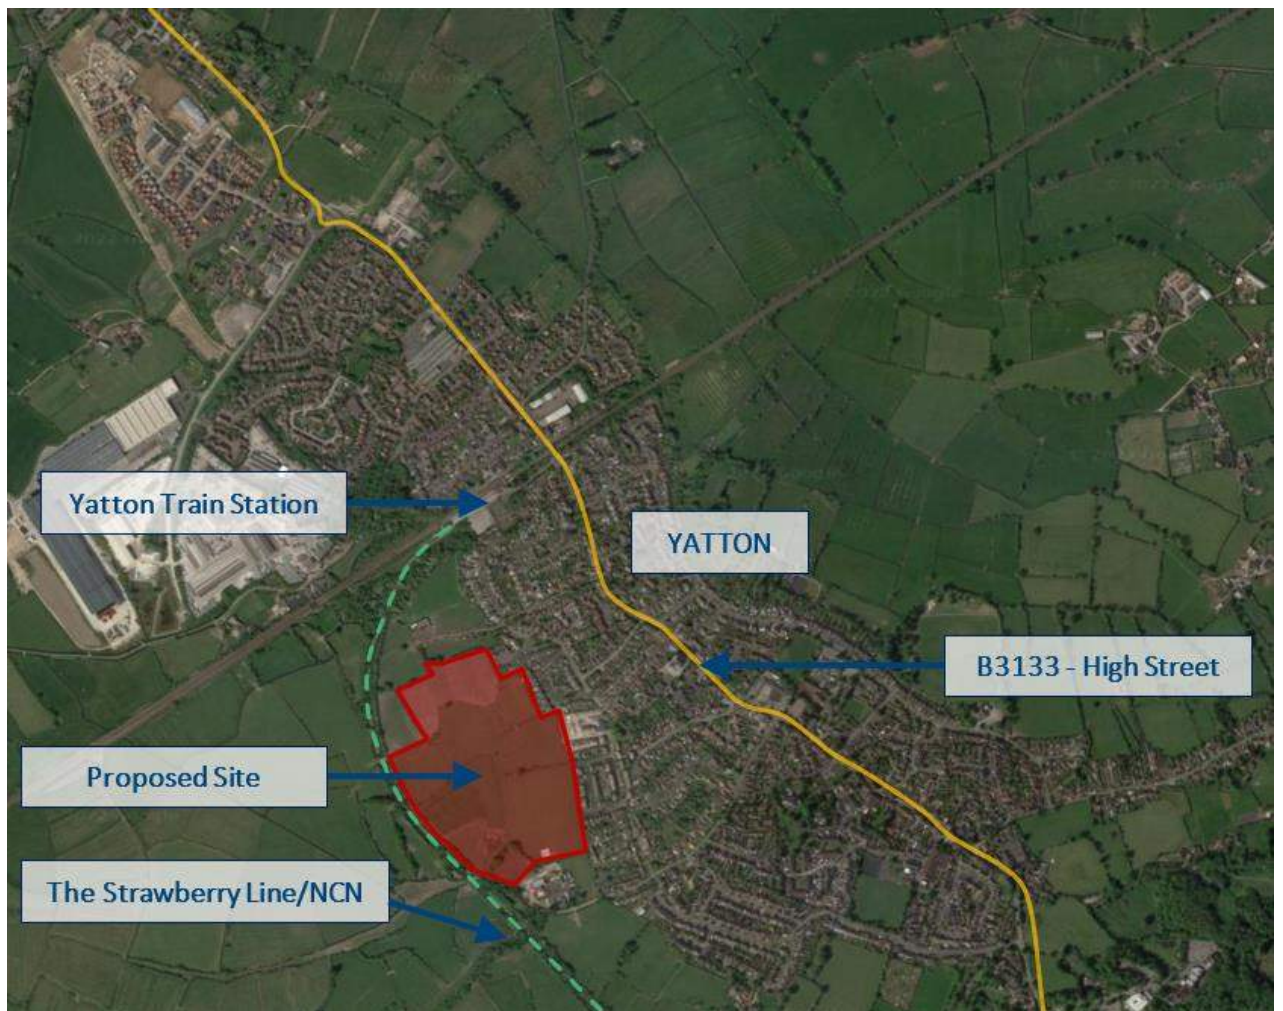 Yatton Train Station
YATTON
B3133 - High Street
Proposed Site
The Strawberry Line/NCN